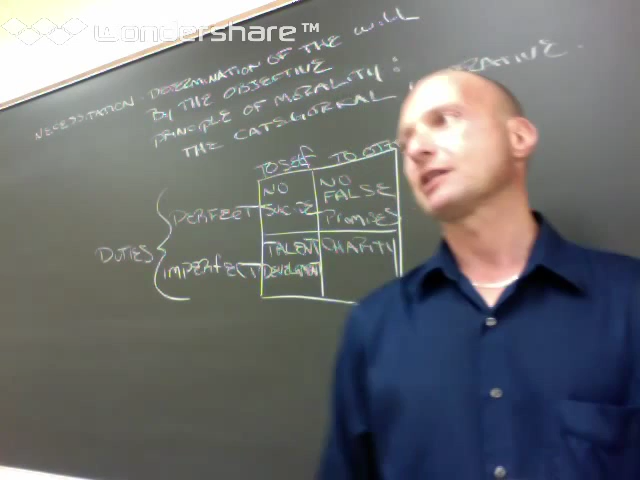 wondershare™
NECESSITATION. DETERMINATION OF THE WILL
BY THE OBJECTIVE
PRINCIPLE OF MORALITY:
THE CATEGORICAL
TO SELF TO
DUTIES
PERFECT
NO
SUICIDE
NO
FALSE
PROMISES
IMPERFECT
TALENT
DEVELOPMENT
CHARITY